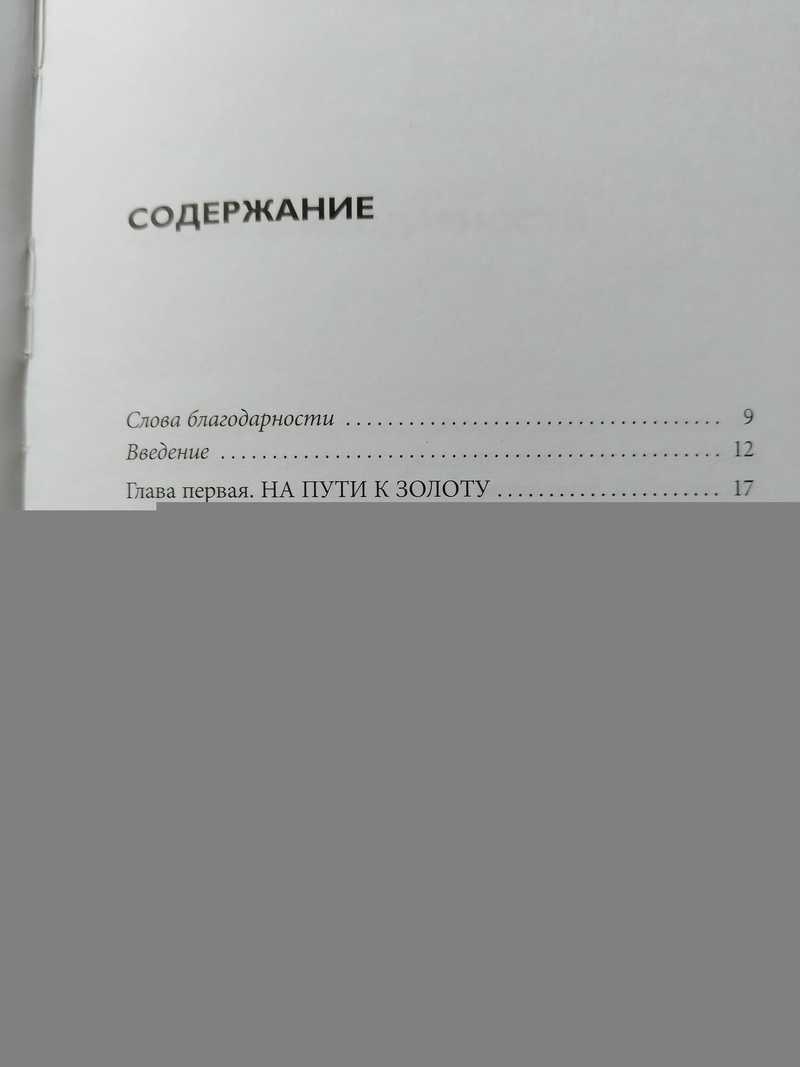 СОДЕРЖАНИЕ
Слова благодарности .................................... 9
Введение ................................................ 12
Глава первая. НА ПУТИ К ЗОЛОТУ ...................... 17